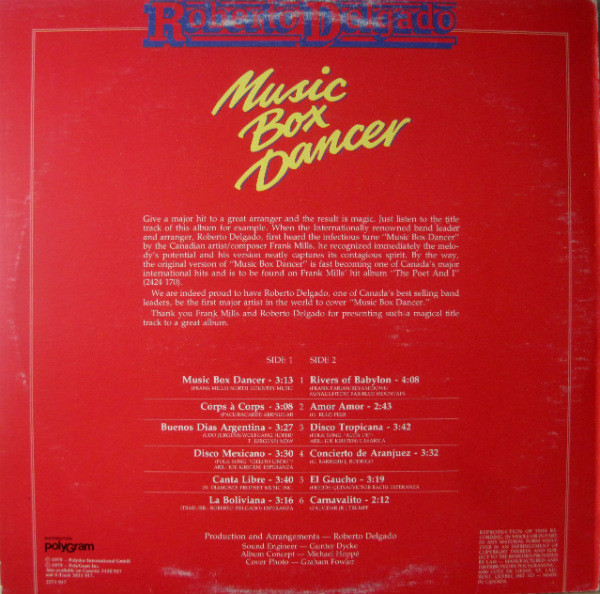 Roberto Delgado
Music
Box
Dancer
Give a major hit to a great arranger and the result is magic. Just listen to the title
track of this album for example. When the Internationally renowned band leader
and arranger, Roberto Delgado, first heard the infectious tune "Music Box Dancer"
by the Canadian artist/composer Frank Mills, he recognized immediately the melo-
dy's potential and his version neatly captures its contagious spirit. By the way,
the original version of "Music Box Dancer" is fast becoming one of Canada's major
international hits and is to be found on Frank Mills' hit album "The Poet And I"
(2424 170).
We are indeed proud to have Roberto Delgado, one of Canada's best selling band
leaders, be the first major artist in the world to cover "Music Box Dancer."
Thank you Frank Mills and Roberto Delgado for presenting such a magical title
track to a great album.
SIDE 1 SIDE 2
Music Box Dancer - 3:13 1 Rivers of Babylon - 4:08
(FRANK MILLS) NORTH COUNTRY MUSIC
Corps à Corps - 3:08 2 Amor Amor - 2:43
Buenos Dias Argentina - 3:27 3 Disco Tropicana - 3:42
Disco Mexicano - 3:30 4 Concierto de Aranjuez - 3:32
Canta Libre - 3:40 5 El Gaucho - 3:19
La Boliviana - 3:16 6 Carnavalito - 2:12
Production and Arrangements — Roberto Delgado
Sound Engineer — Gunter Dycke
Album Concept — Michael Hoppé
Cover Photo — Graham Fowler
polygram
REPRODUCTION OF THIS RE-